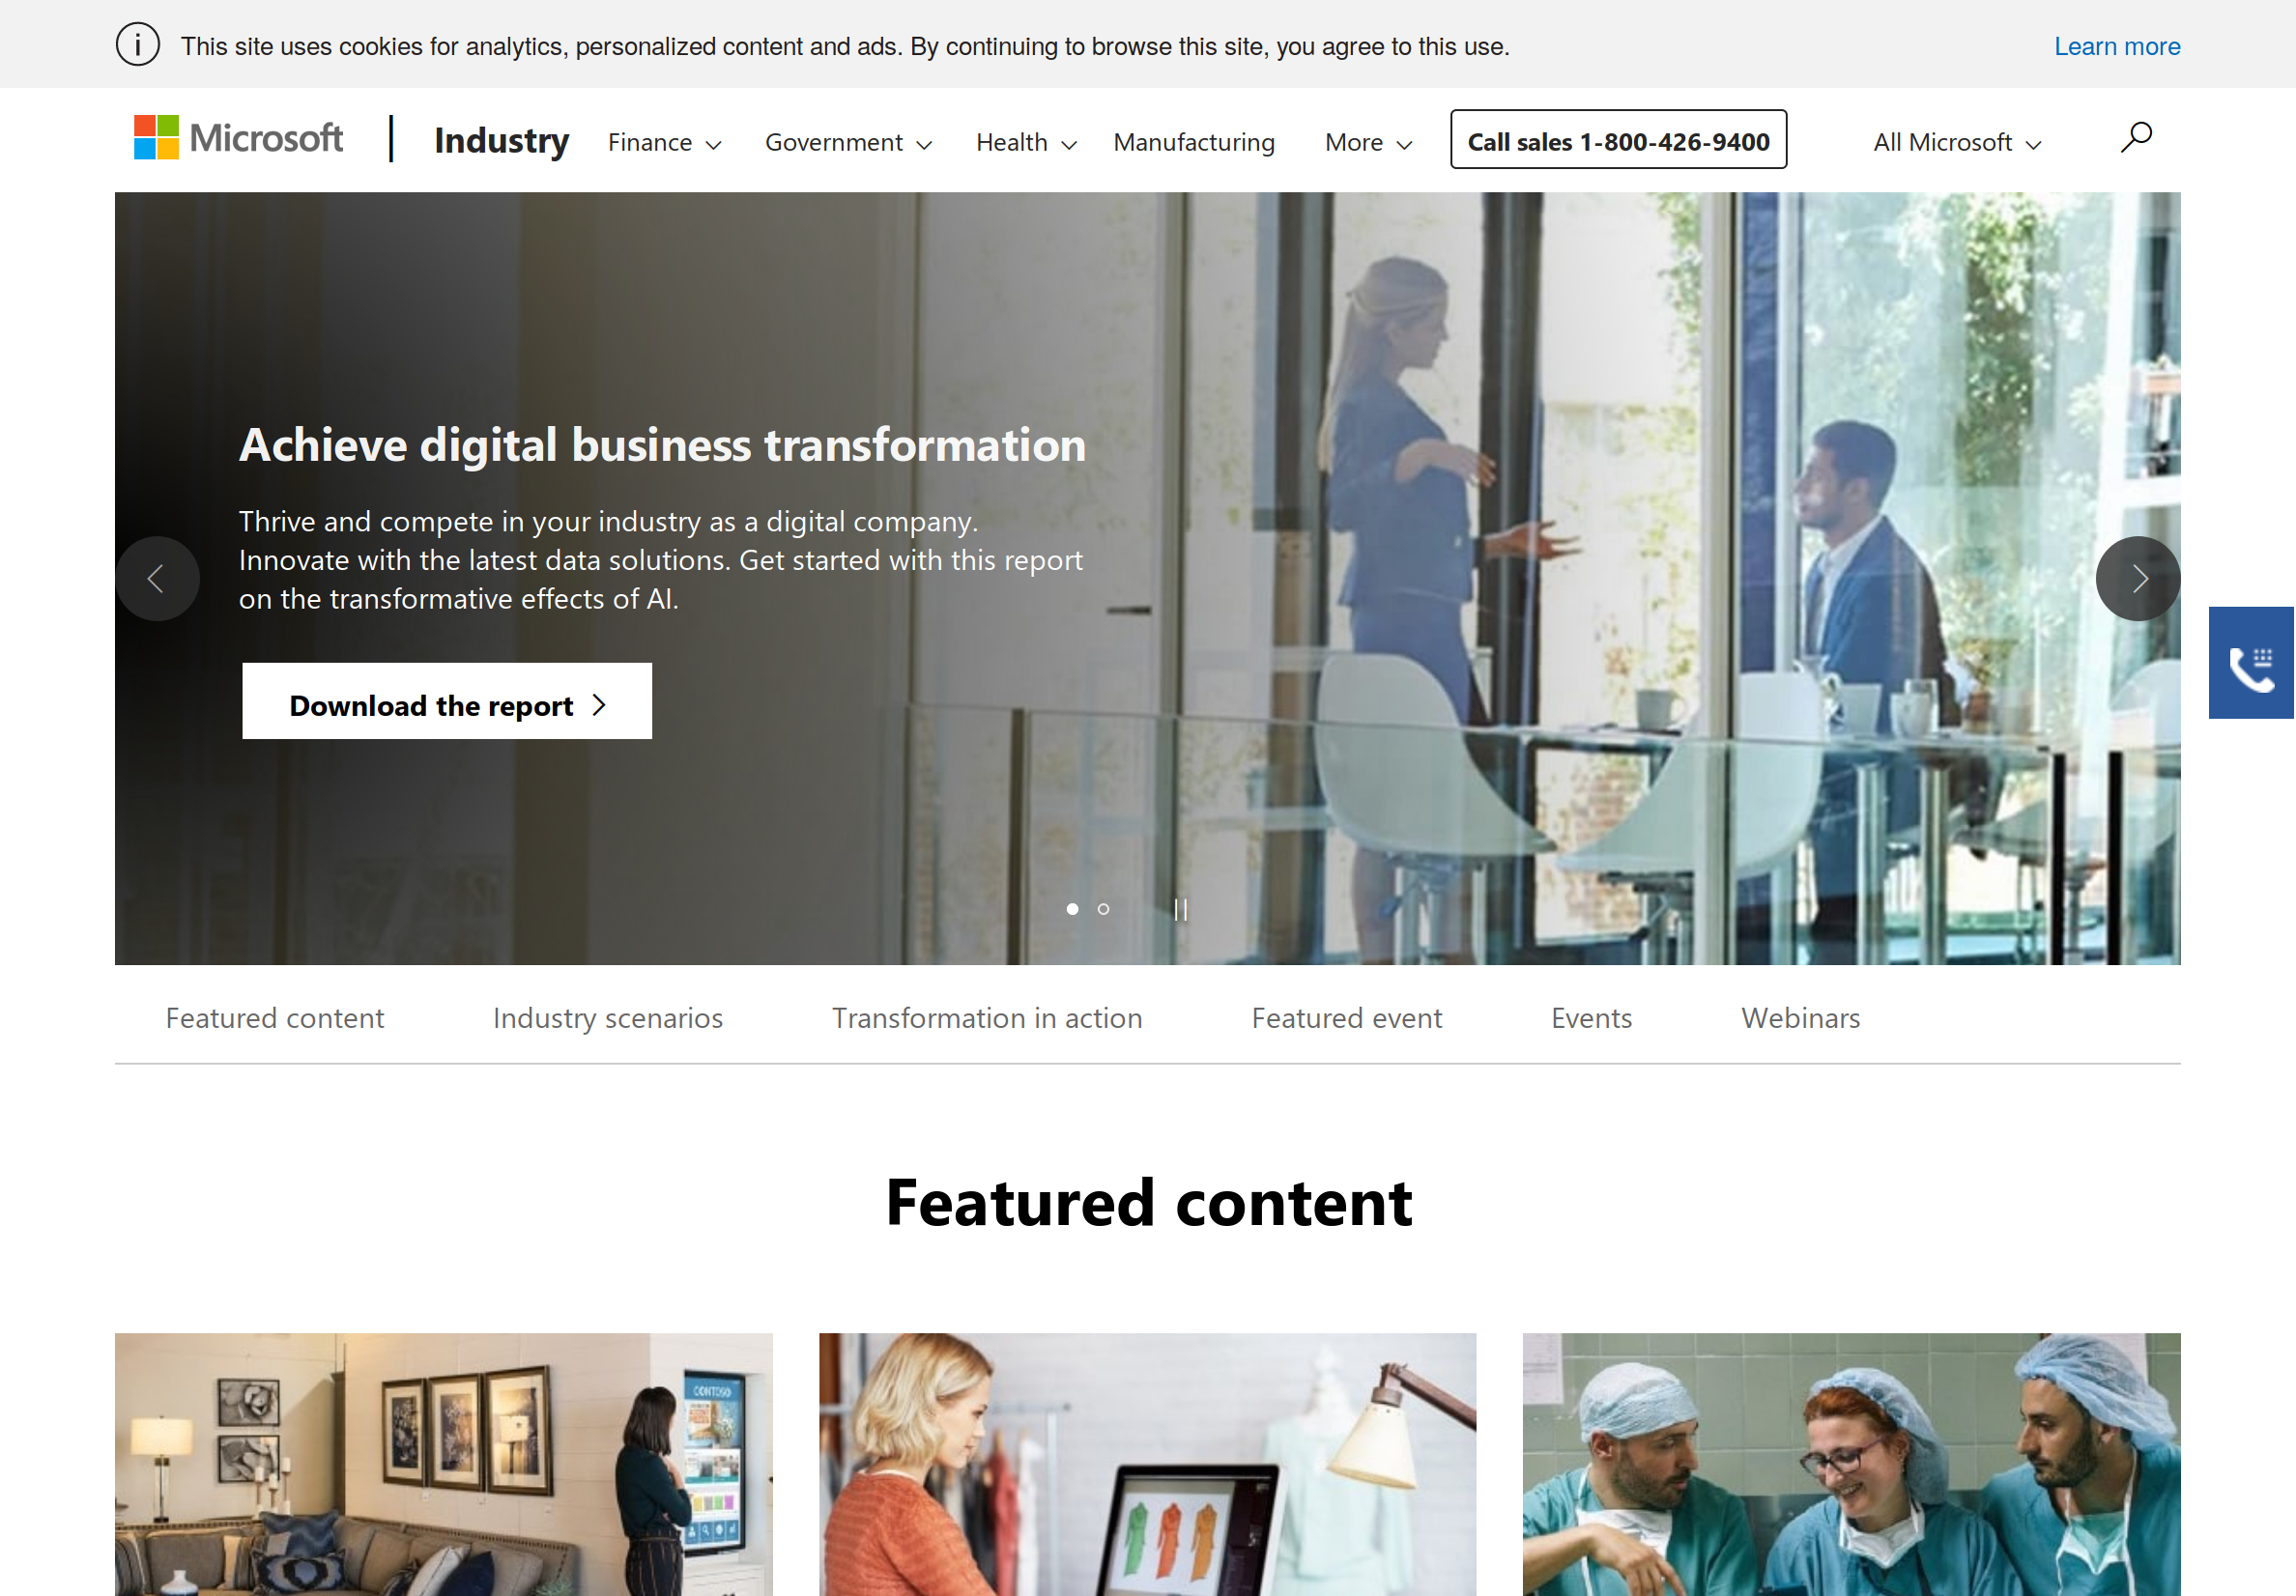 This site uses cookies for analytics, personalized content and ads. By continuing to browse this site, you agree to this use.
Learn more
Microsoft
Industry
Finance
Government
Health
Manufacturing
More
Call sales 1-800-426-9400
All Microsoft
Achieve digital business transformation
Thrive and compete in your industry as a digital company.
Innovate with the latest data solutions. Get started with this report
on the transformative effects of AI.
Download the report
Featured content
Industry scenarios
Transformation in action
Featured event
Events
Webinars
Featured content
CONTOSO